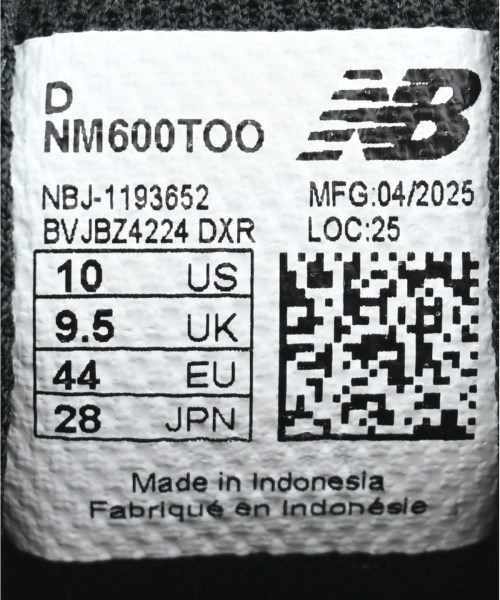 D
NM600TOO
NB
NBJ-1193652
MFG:04/2025
BVJBZ4224 DXR
LOC:25
10 US
9.5 UK
44 EU
28 JPN
Made in Indonesia
Fabriqué en Indonésie